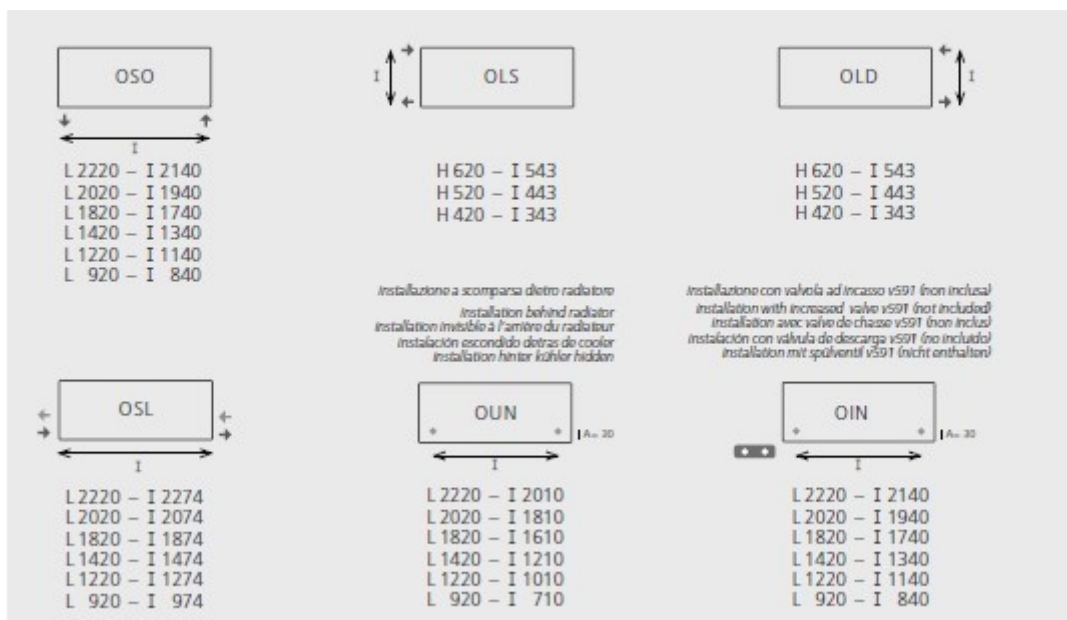 OSO
I
L 2220 – I 2140
L 2020 – I 1940
L 1820 – I 1740
L 1420 – I 1340
L 1220 – I 1140
L 920 – I 840
OLS
I
H 620 – I 543
H 520 – I 443
H 420 – I 343
OLD
I
H 620 – I 543
H 520 – I 443
H 420 – I 343
OSL
I
L 2220 – I 2274
L 2020 – I 2074
L 1820 – I 1874
L 1420 – I 1474
L 1220 – I 1274
L 920 – I 974
installazione a scomparsa dietro radiatore
installation behind radiator
installation invisible à l'arrière du radiateur
instalación escondido detras de cooler
installation hinter kühler hidden
OUN
A= 30
I
L 2220 – I 2010
L 2020 – I 1810
L 1820 – I 1610
L 1420 – I 1210
L 1220 – I 1010
L 920 – I 710
installazione con valvola ad incasso v591 (non inclusa)
installation with increased valve v591 (not included)
installation avec valve de chasse v591 (non inclus)
instalación con válvula de descarga v591 (no incluido)
installation mit spülventil v591 (nicht enthalten)
OIN
A= 30
I
L 2220 – I 2140
L 2020 – I 1940
L 1820 – I 1740
L 1420 – I 1340
L 1220 – I 1140
L 920 – I 840